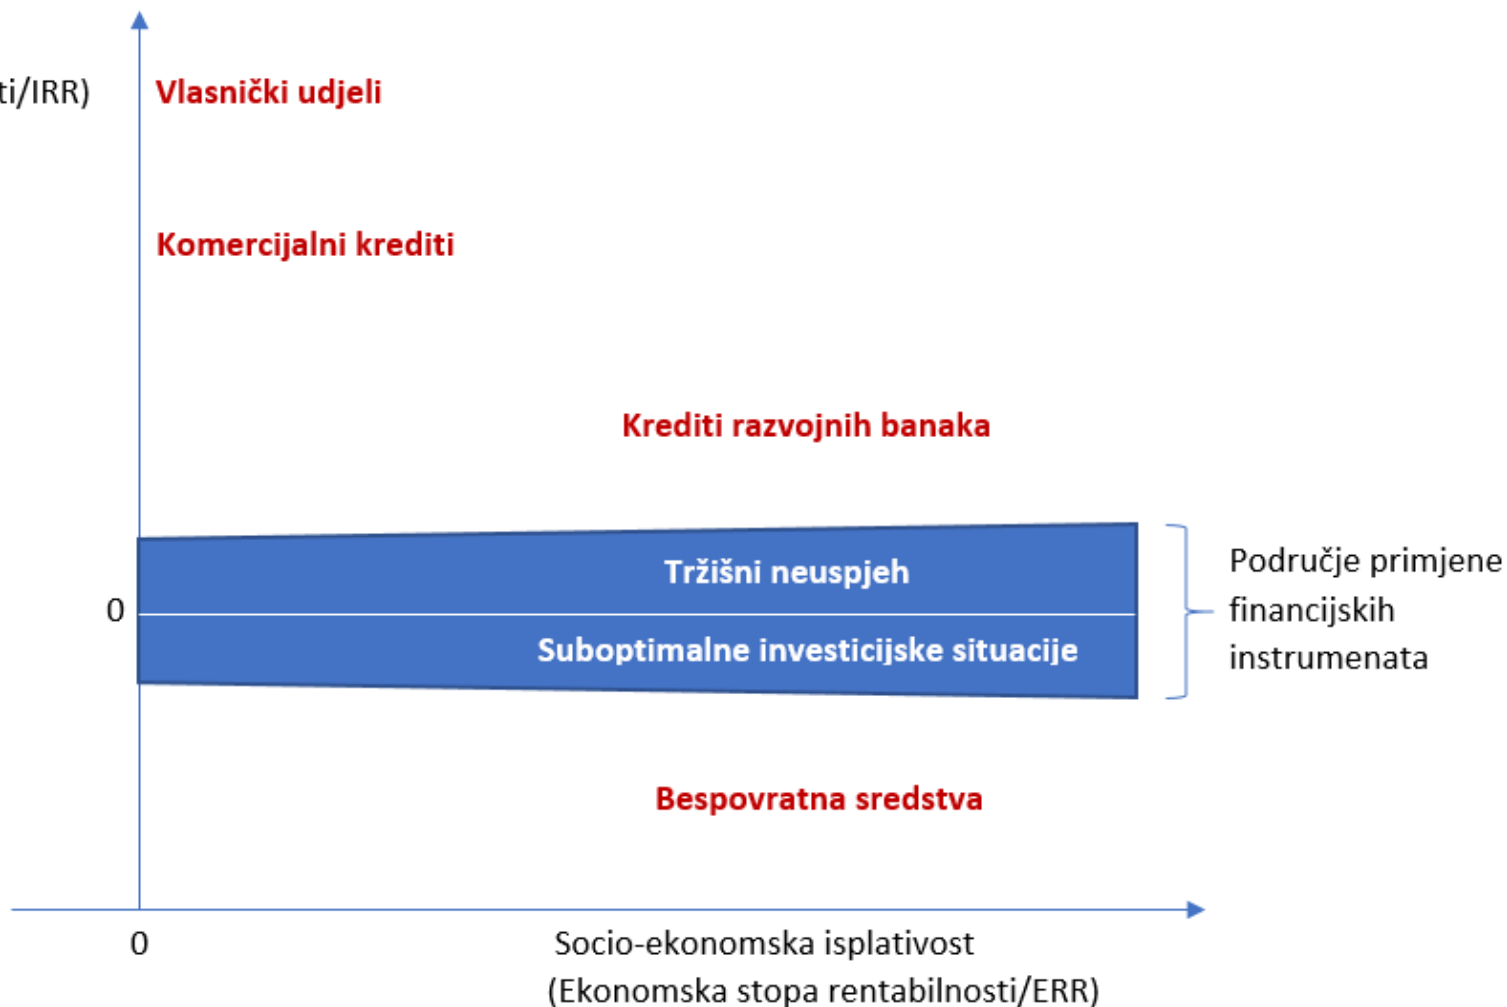 ti/IRR)
Vlasnički udjeli
Komercijalni krediti
Krediti razvojnih banaka
Tržišni neuspjeh
0
Suboptimalne investicijske situacije
Područje primjene
financijskih
instrumenata
Bespovratna sredstva
0
Socio-ekonomska isplativost
(Ekonomska stopa rentabilnosti/ERR)